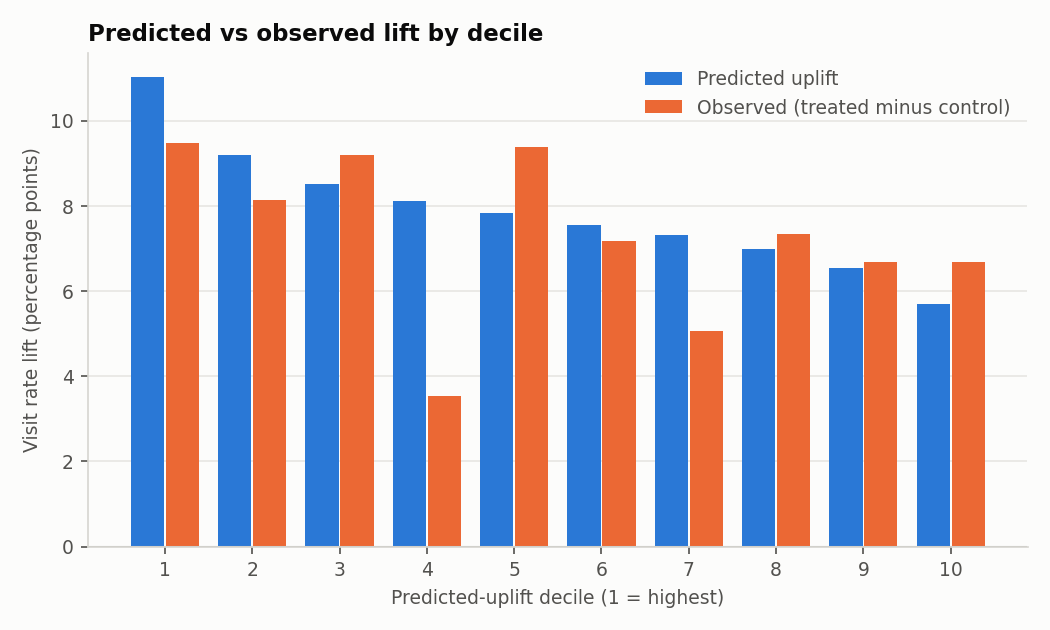 Predicted vs observed lift by decile
Predicted uplift
Observed (treated minus control)
Visit rate lift (percentage points)
10
8
6
4
2
0
1 2 3 4 5 6 7 8 9 10
Predicted-uplift decile (1 = highest)